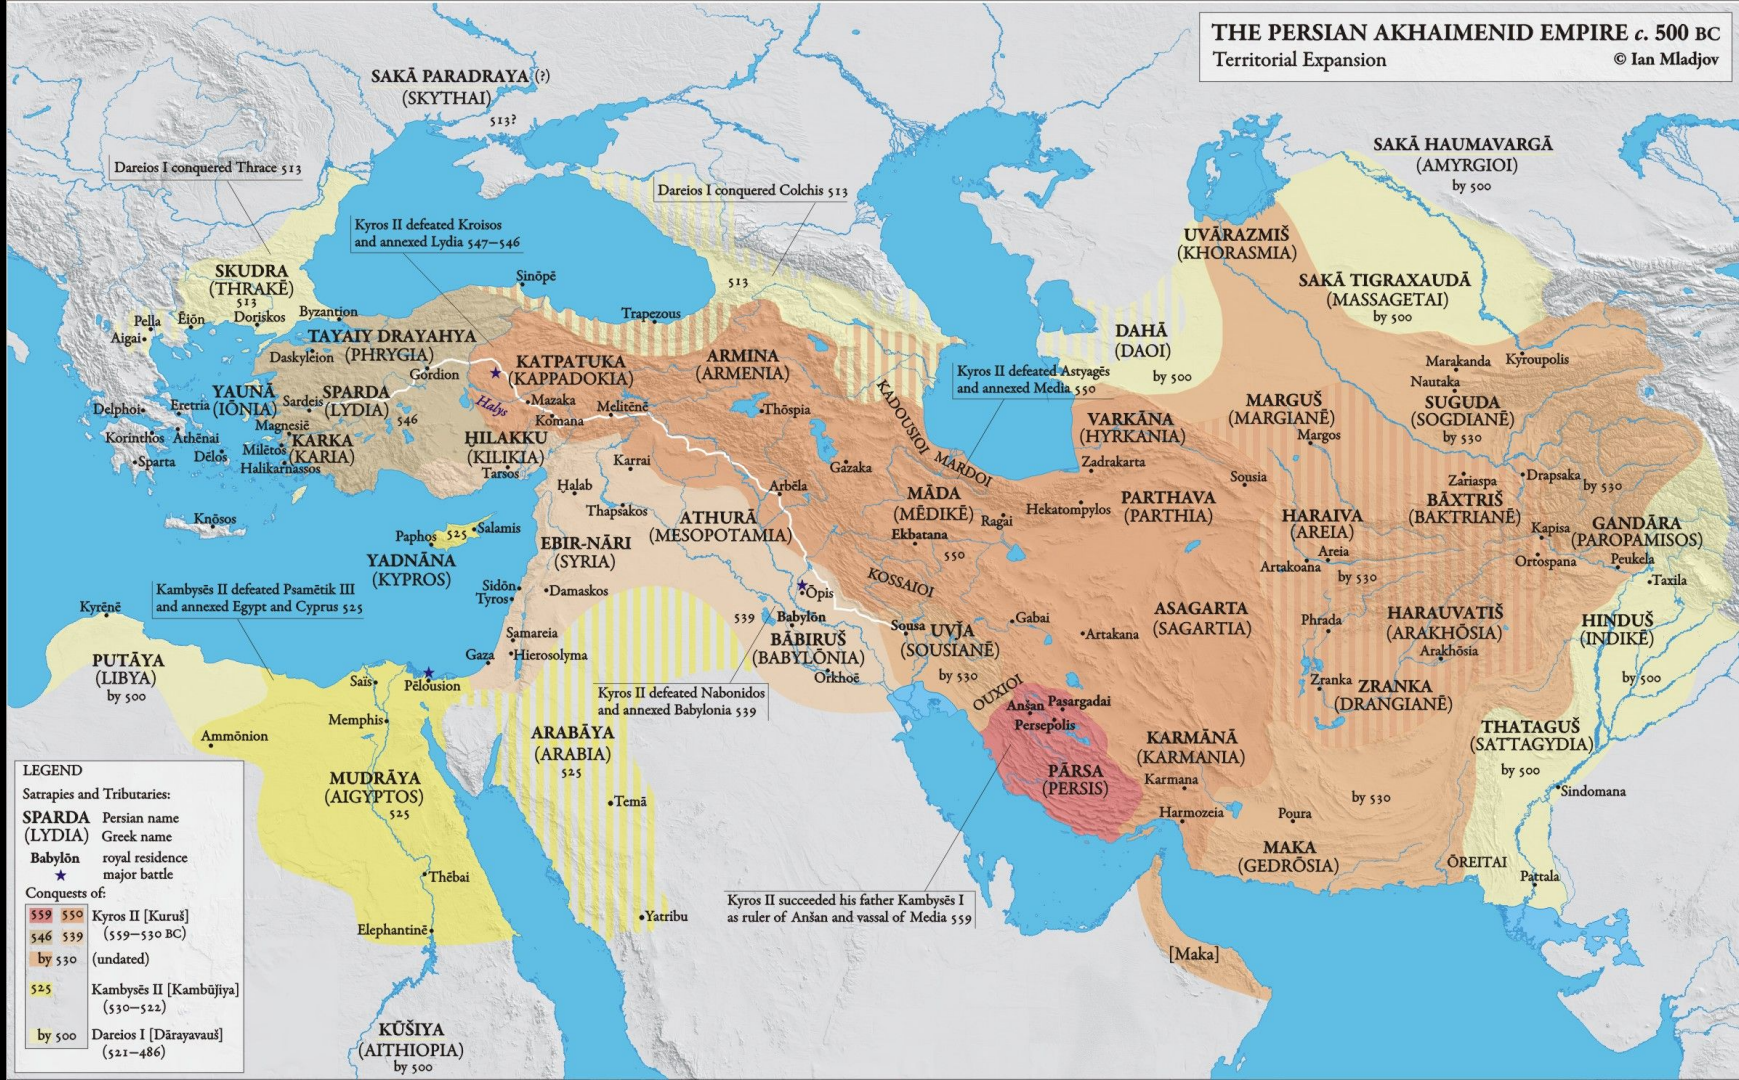 THE PERSIAN AKHAIMENID EMPIRE c. 500 BC
Territorial Expansion
© Ian Mladjov
SAKĀ PARADRAYA (?)
(SKYTHAI)
513?
Dareios I conquered Thrace 513
Dareios I conquered Colchis 513
Kyros II defeated Kroisos
and annexed Lydia 547–546
SAKĀ HAUMAVARGĀ
(AMYRGIOI)
by 500
UVĀRAZMIŠ
(KHORASMIA)
SAKĀ TIGRAXAUDĀ
(MASSAGETAI)
by 500
SKUDRA
(THRAKĒ)
513
Doriskos
Byzantion
Pella
Ēiōn
Aigai
Sinōpē
Trapezous
513
DAHĀ
(DAOI)
by 500
TAYAIY DRAYAHYA
(PHRYGIA)
Daskyleion
Gordion
KATPATUKA
(KAPPADOKIA)
ARMINA
(ARMENIA)
Kyros II defeated Astyagēs
and annexed Media 550
Marakanda
Kyroupolis
Nautaka
SUGUDA
(SOGDIANĒ)
by 530
YAUNĀ
(IŌNIA)
SPARDA
(LYDIA)
Sardeis
546
Halys
Mazaka
Komana
Melitēnē
Thōspia
KADOUSIOI
MARDOI
VARKĀNA
(HYRKANIA)
Zadrakarta
MARGUŠ
(MARGIANĒ)
Margos
Delphoi
Eretria
Magnesiē
Korinthos
Athēnai
Dēlos
Milētos
Sparta
Halikarnassos
KARKA
(KARIA)
ḤILAKKU
(KILIKIA)
Tarsos
Karrai
Gazaka
Arbēla
Ḥalab
Thapsakos
ATHURĀ
(MESOPOTAMIA)
MĀDA
(MĒDIKĒ)
Ekbatana
550
Ragai
Hekatompylos
PARTHAVA
(PARTHIA)
Sousia
HARAIVA
(AREIA)
Areia
Artakoana
by 530
Zariaspa
BĀXTRIŠ
(BAKTRIANĒ)
Drapsaka
by 530
Kapisa
Ortospana
GANDĀRA
(PAROPAMISOS)
Peukela
Taxila
Knōsos
Paphos
525
Salamis
YADNĀNA
(KYPROS)
EBIR-NĀRI
(SYRIA)
Sidōn
Tyros
Damaskos
Samareia
Gaza
Hierosolyma
KOSSAIOI
Ōpis
539
Babylōn
BĀBIRUŠ
(BABYLŌNIA)
Orkhoē
Sousa
UVJ̌A
(SOUSIANĒ)
by 530
OUXIOI
Gabai
Artakana
ASAGARTA
(SAGARTIA)
Phrada
HARAUVATIŠ
(ARAKHŌSIA)
Arakhōsia
Zranka
ZRANKA
(DRANGIANĒ)
HINDUŠ
(INDIKĒ)
by 500
Kambysēs II defeated Psamētik III
and annexed Egypt and Cyprus 525
Kyrēnē
PUTĀYA
(LIBYA)
by 500
Saïs
Pēlousion
Memphis
Ammōnion
MUDRĀYA
(AIGYPTOS)
525
Thēbai
Elephantinē
KŪŠIYA
(AITHIOPIA)
by 500
Kyros II defeated Nabonidos
and annexed Babylonia 539
ARABĀYA
(ARABIA)
525
Temā
Yatribu
Anšan
Pasargadai
Persepolis
PĀRSA
(PERSIS)
KARMĀNĀ
(KARMANIA)
Karmana
Harmozeia
Poura
by 530
MAKA
(GEDRŌSIA)
[Maka]
ŌREITAI
THATAGUŠ
(SATTAGYDIA)
by 500
Sindomana
Pattala
Kyros II succeeded his father Kambysēs I
as ruler of Anšan and vassal of Media 559
LEGEND
Satrapies and Tributaries:
SPARDA Persian name
(LYDIA) Greek name
Babylōn royal residence
major battle
Conquests of:
559 550 Kyros II [Kuruš]
546 539 (559–530 BC)
by 530 (undated)
525 Kambysēs II [Kambūjiya]
(530–522)
by 500 Dareios I [Dārayavauš]
(521–486)